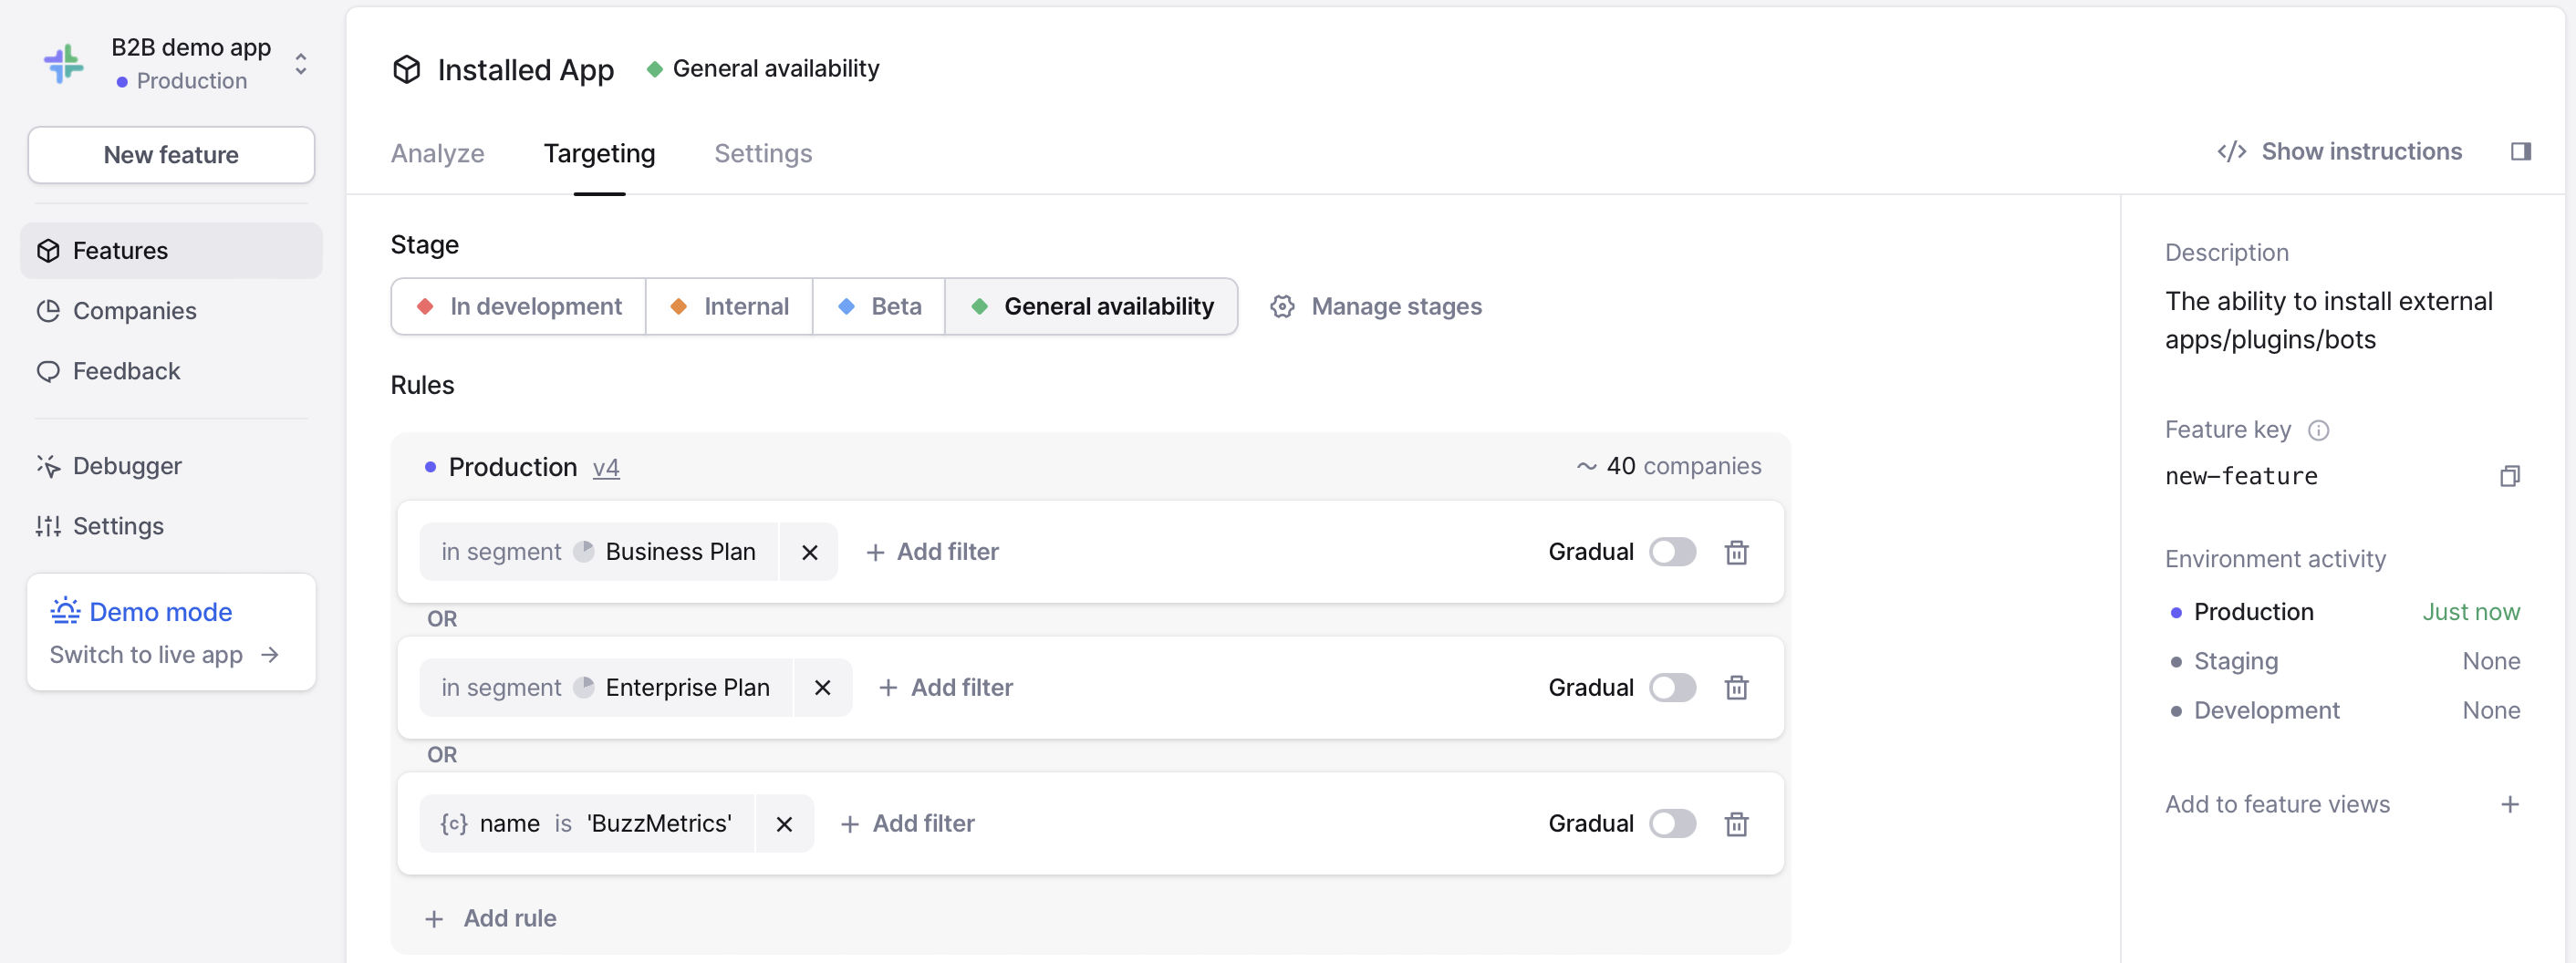 B2B demo app
Production
New feature
Features
Companies
Feedback
Debugger
Settings
Demo mode
Switch to live app →
Installed App
General availability
Analyze
Targeting
Settings
</> Show instructions
Stage
In development
Internal
Beta
General availability
Manage stages
Rules
Production v4
~ 40 companies
in segment Business Plan ×
+ Add filter
Gradual
OR
in segment Enterprise Plan ×
+ Add filter
Gradual
OR
{c} name is 'BuzzMetrics' ×
+ Add filter
Gradual
+ Add rule
Description
The ability to install external
apps/plugins/bots
Feature key
new-feature
Environment activity
Production Just now
Staging None
Development None
Add to feature views +